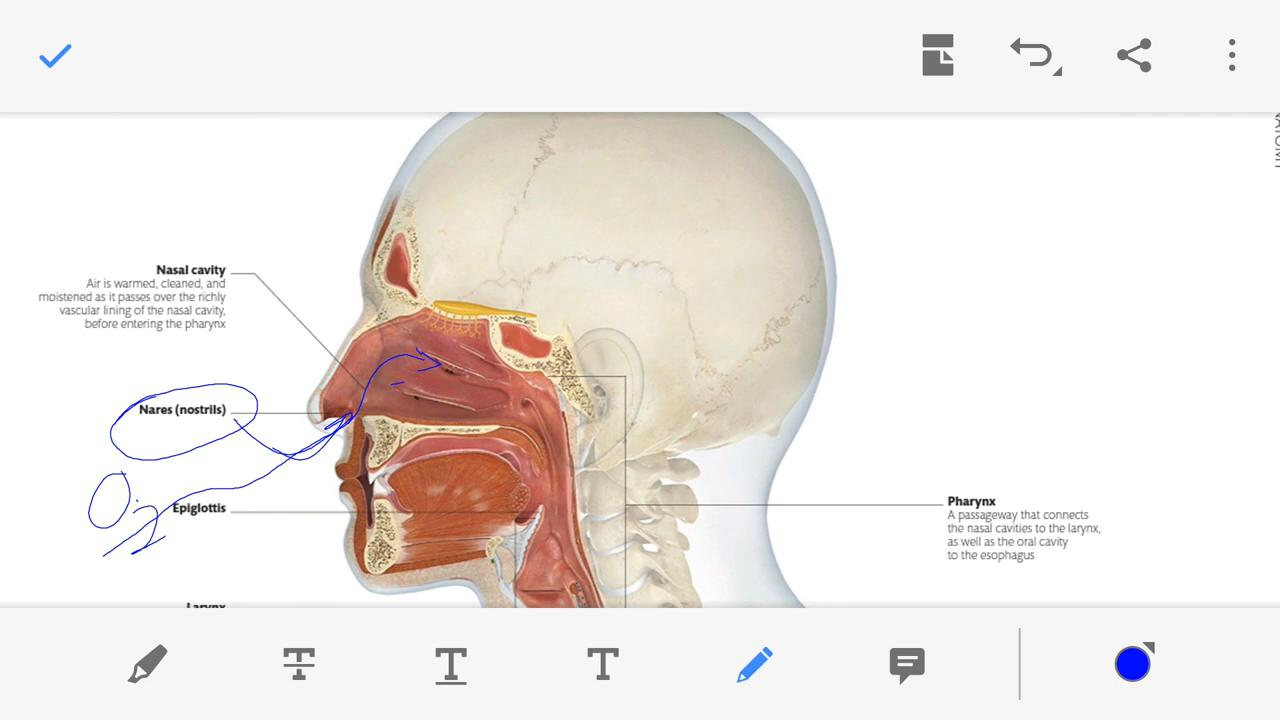 Nasal cavity
Air is warmed, cleaned, and
moistened as it passes over the richly
vascular lining of the nasal cavity,
before entering the pharynx
Nares (nostrils)
O2
Epiglottis
Larynx
Pharynx
A passageway that connects
the nasal cavities to the larynx,
as well as the oral cavity
to the esophagus